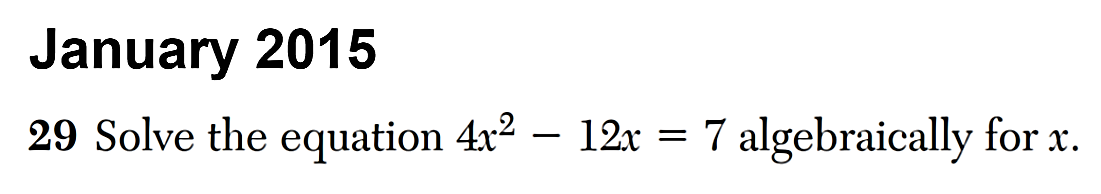 January 2015
29 Solve the equation 4x² − 12x = 7 algebraically for x.